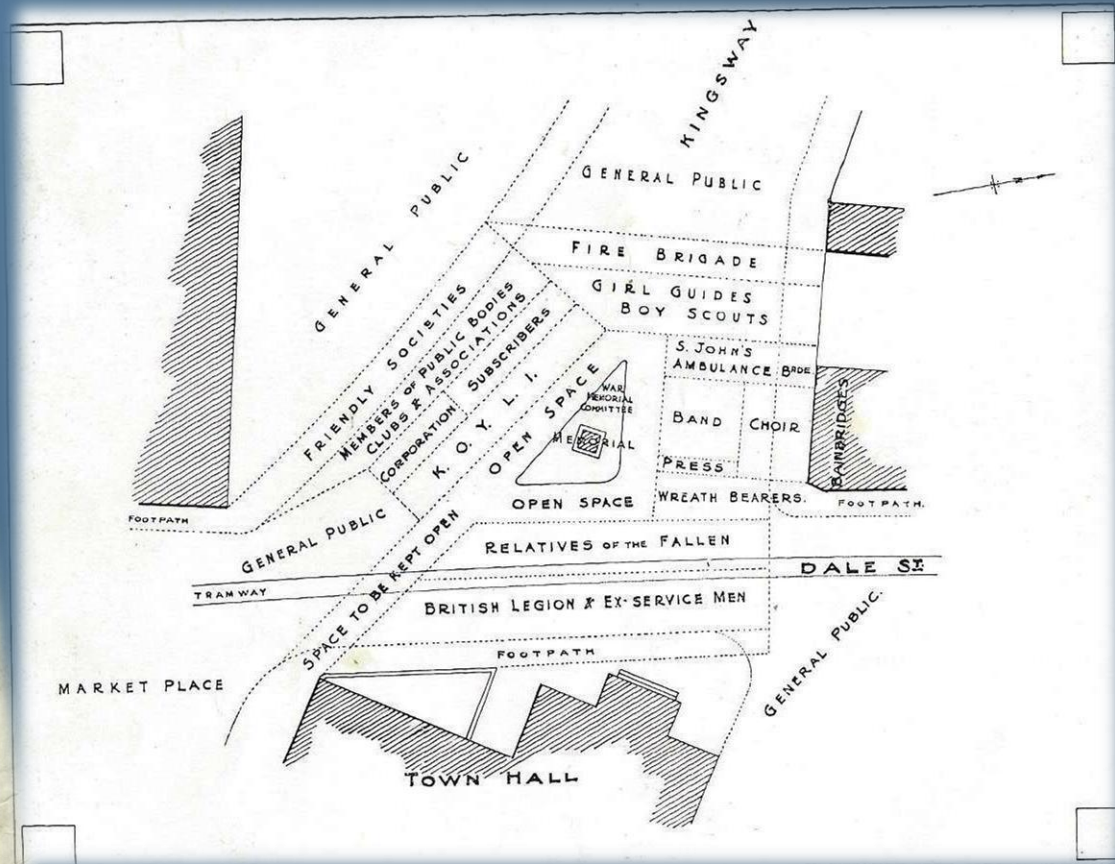 KINGSWAY
GENERAL PUBLIC
GENERAL PUBLIC
FIRE BRIGADE
GIRL GUIDES
BOY SCOUTS
FRIENDLY SOCIETIES
MEMBERS OF PUBLIC BODIES
CLUBS & ASSOCIATIONS
SUBSCRIBERS
CORPORATION
K. O. Y. L. I.
OPEN SPACE
S. JOHN'S
AMBULANCE BRDE.
WAR
MEMORIAL
COMMITTEE
MEMORIAL
BAND
CHOIR
BAINBRIDGES
PRESS
WREATH BEARERS.
FOOTPATH.
OPEN SPACE
FOOTPATH
GENERAL PUBLIC
RELATIVES OF THE FALLEN
DALE ST.
TRAMWAY
SPACE TO BE KEPT OPEN
BRITISH LEGION & EX-SERVICE MEN
FOOTPATH
GENERAL PUBLIC.
MARKET PLACE
TOWN HALL